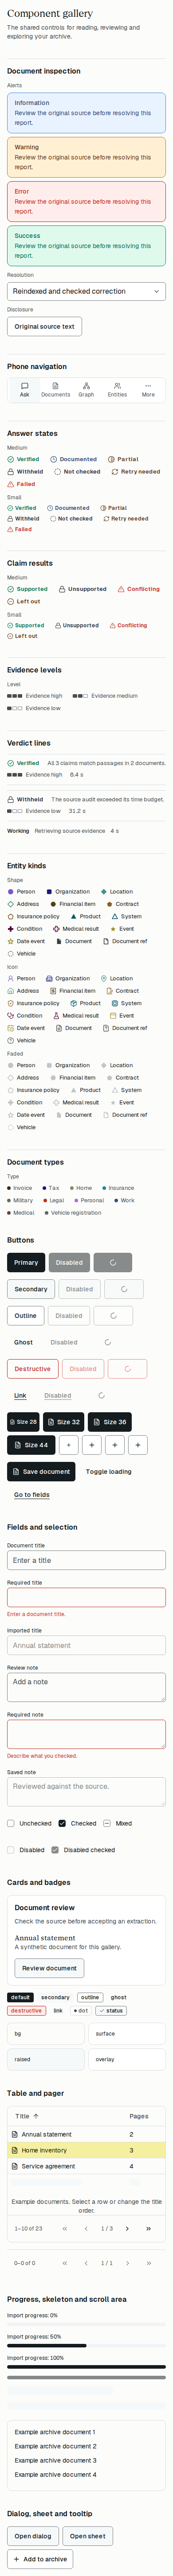 Component gallery
The shared controls for reading, reviewing and
exploring your archive.
Document inspection
Alerts
Information
Review the original source before resolving this
report.
Warning
Review the original source before resolving this
report.
Error
Review the original source before resolving this
report.
Success
Review the original source before resolving this
report.
Resolution
Reindexed and checked correction
Disclosure
Original source text
Phone navigation
Ask Documents Graph Entities More
Answer states
Medium
Verified Documented Partial
Withheld Not checked Retry needed
Failed
Small
Verified Documented Partial
Withheld Not checked Retry needed
Failed
Claim results
Medium
Supported Unsupported Conflicting
Left out
Small
Supported Unsupported Conflicting
Left out
Evidence levels
Level
Evidence high Evidence medium
Evidence low
Verdict lines
Verified All 3 claims match passages in 2 documents.
Evidence high 8.4 s
Withheld The source audit exceeded its time budget.
Evidence low 31.2 s
Working Retrieving source evidence 4 s
Entity kinds
Shape
Person Organization Location
Address Financial item Contract
Insurance policy Product System
Condition Medical result Event
Date event Document Document ref
Vehicle
Icon
Person Organization Location
Address Financial item Contract
Insurance policy Product System
Condition Medical result Event
Date event Document Document ref
Vehicle
Faded
Person Organization Location
Address Financial item Contract
Insurance policy Product System
Condition Medical result Event
Date event Document Document ref
Vehicle
Document types
Type
Invoice Tax Home Insurance
Military Legal Personal Work
Medical Vehicle registration
Buttons
Primary Disabled
Secondary Disabled
Outline Disabled
Ghost Disabled
Destructive Disabled
Link Disabled
Size 28 Size 32 Size 36
Size 44
Save document Toggle loading
Go to fields
Fields and selection
Document title
Enter a title
Required title
Enter a document title.
Imported title
Annual statement
Review note
Add a note
Required note
Describe what you checked.
Saved note
Reviewed against the source.
Unchecked Checked Mixed
Disabled Disabled checked
Cards and badges
Document review
Check the source before accepting an extraction.
Annual statement
A synthetic document for this gallery.
Review document
default secondary outline ghost
destructive link dot status
bg surface
raised overlay
Table and pager
Title Pages
Annual statement 2
Home inventory 3
Service agreement 4
Example documents. Select a row or change the title
order.
1–10 of 23 1 / 3
0–0 of 0 1 / 1
Progress, skeleton and scroll area
Import progress: 0%
Import progress: 50%
Import progress: 100%
Example archive document 1
Example archive document 2
Example archive document 3
Example archive document 4
Dialog, sheet and tooltip
Open dialog Open sheet
Add to archive